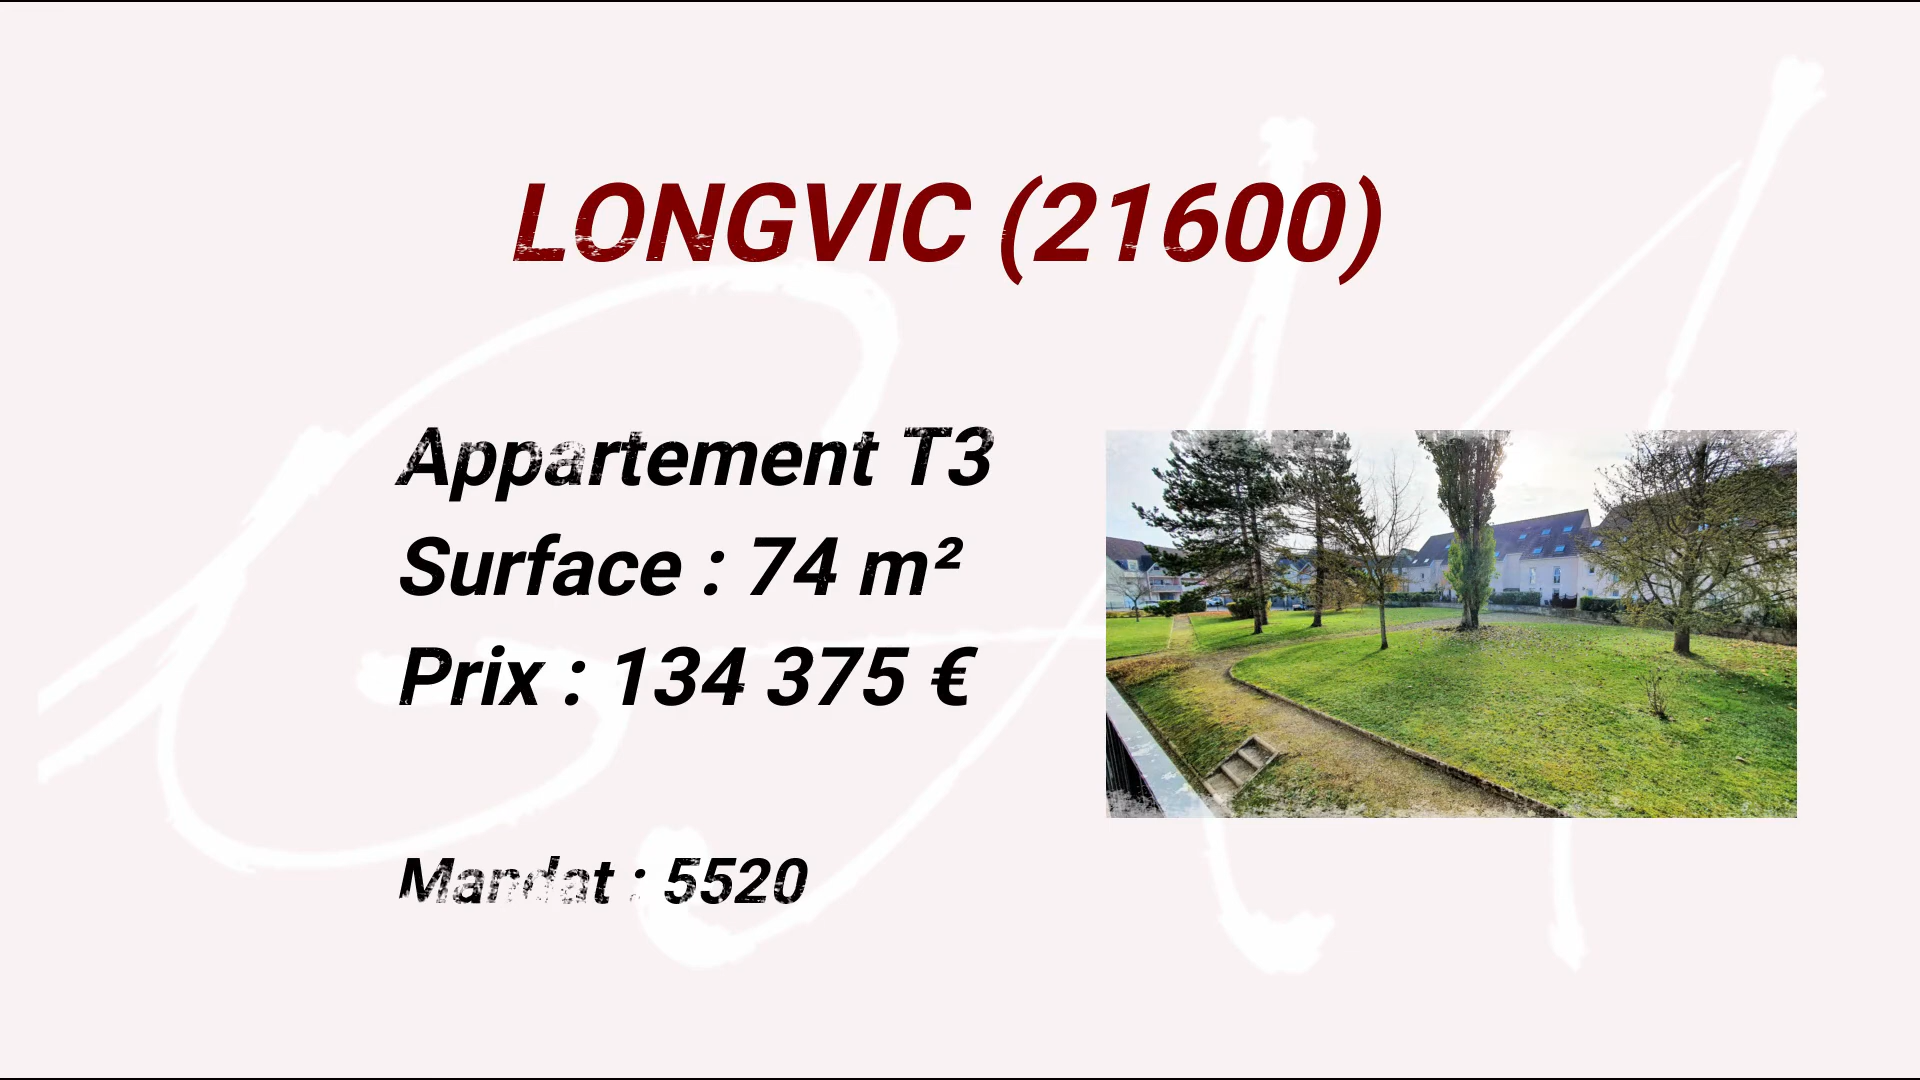 LONGVIC (21600)
Appartement T3
Surface : 74 m²
Prix : 134 375 €
Mandat : 5520